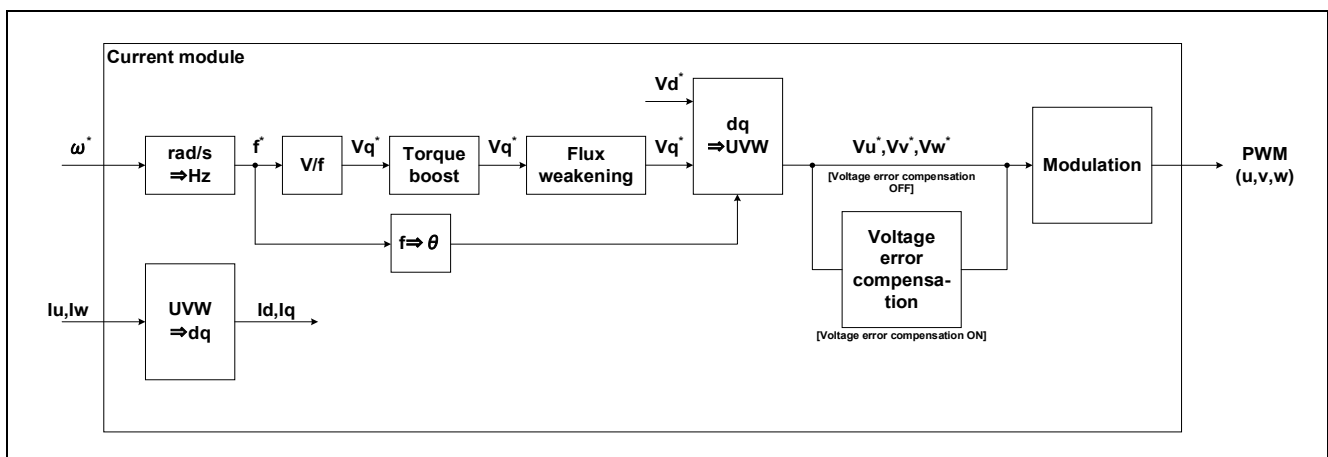 Current module
Vd*
ω*
rad/s
⇒Hz
f*
V/f
Vq*
Torque
boost
Vq*
Flux
weakening
Vq*
dq
⇒UVW
Vu*,Vv*,Vw*
[Voltage error compensation
OFF]
Modulation
PWM
(u,v,w)
f⇒θ
Voltage
error
compensa-
tion
[Voltage error compensation ON]
Iu,Iw
UVW
⇒dq
Id,Iq